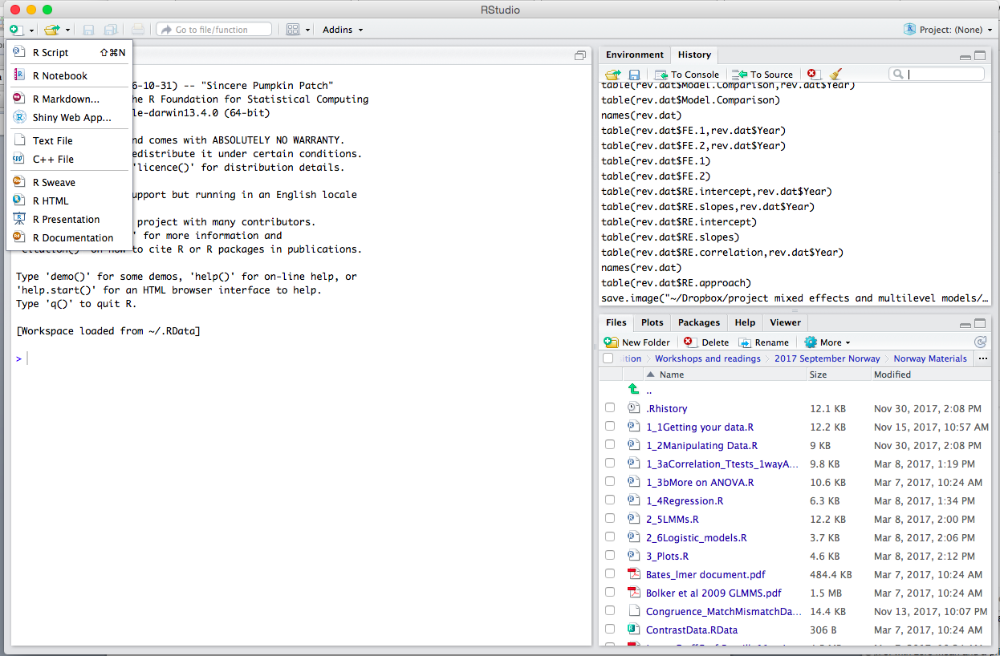 RStudio
Go to file/function
Addins
Project: (None)
R Script ⇧⌘N
R Notebook
R Markdown...
Shiny Web App...
Text File
C++ File
R Sweave
R HTML
R Presentation
R Documentation
6-10-31) -- "Sincere Pumpkin Patch"
he R Foundation for Statistical Computing
le-darwin13.4.0 (64-bit)
nd comes with ABSOLUTELY NO WARRANTY.
edistribute it under certain conditions.
'licence()' for distribution details.
upport but running in an English locale
project with many contributors.
' for more information and
'citation()' on how to cite R or R packages in publications.
Type 'demo()' for some demos, 'help()' for on-line help, or
'help.start()' for an HTML browser interface to help.
Type 'q()' to quit R.
[Workspace loaded from ~/.RData]
>
Environment History
To Console To Source
table(rev.dat$Model.Comparison,rev.dat$Year)
table(rev.dat$Model.Comparison)
names(rev.dat)
table(rev.dat$FE.1,rev.dat$Year)
table(rev.dat$FE.2,rev.dat$Year)
table(rev.dat$FE.1)
table(rev.dat$FE.2)
table(rev.dat$RE.intercept,rev.dat$Year)
table(rev.dat$RE.slopes,rev.dat$Year)
table(rev.dat$RE.intercept)
table(rev.dat$RE.slopes)
table(rev.dat$RE.correlation,rev.dat$Year)
names(rev.dat)
table(rev.dat$RE.approach)
save.image("~/Dropbox/project mixed effects and multilevel models/…
Files Plots Packages Help Viewer
New Folder Delete Rename More
ition Workshops and readings 2017 September Norway Norway Materials ...
Name Size Modified
..
.Rhistory 12.1 KB Nov 30, 2017, 2:08 PM
1_1Getting your data.R 12.2 KB Nov 15, 2017, 10:57 AM
1_2Manipulating Data.R 9 KB Nov 30, 2017, 2:08 PM
1_3aCorrelation_Ttests_1wayA... 9.8 KB Mar 8, 2017, 1:19 PM
1_3bMore on ANOVA.R 10.6 KB Mar 7, 2017, 10:24 AM
1_4Regression.R 6.3 KB Mar 8, 2017, 1:34 PM
2_5LMMs.R 12.2 KB Mar 8, 2017, 2:00 PM
2_6Logistic_models.R 3.7 KB Mar 8, 2017, 2:06 PM
3_Plots.R 4.6 KB Mar 8, 2017, 2:12 PM
Bates_lmer document.pdf 484.4 KB Mar 7, 2017, 10:24 AM
Bolker et al 2009 GLMMS.pdf 1.5 MB Mar 7, 2017, 10:24 AM
Congruence_MatchMismatchDa... 14.4 KB Nov 13, 2017, 10:07 PM
ContrastData.RData 306 B Mar 7, 2017, 10:24 AM